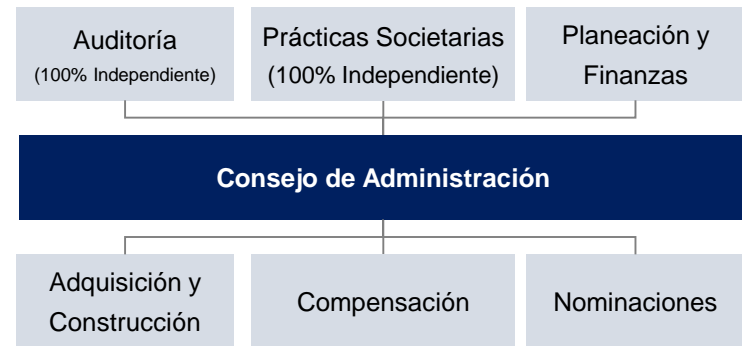 Auditoría
(100% Independiente)
Prácticas Societarias
(100% Independiente)
Planeación y
Finanzas
Consejo de Administración
Adquisición y
Construcción
Compensación
Nominaciones